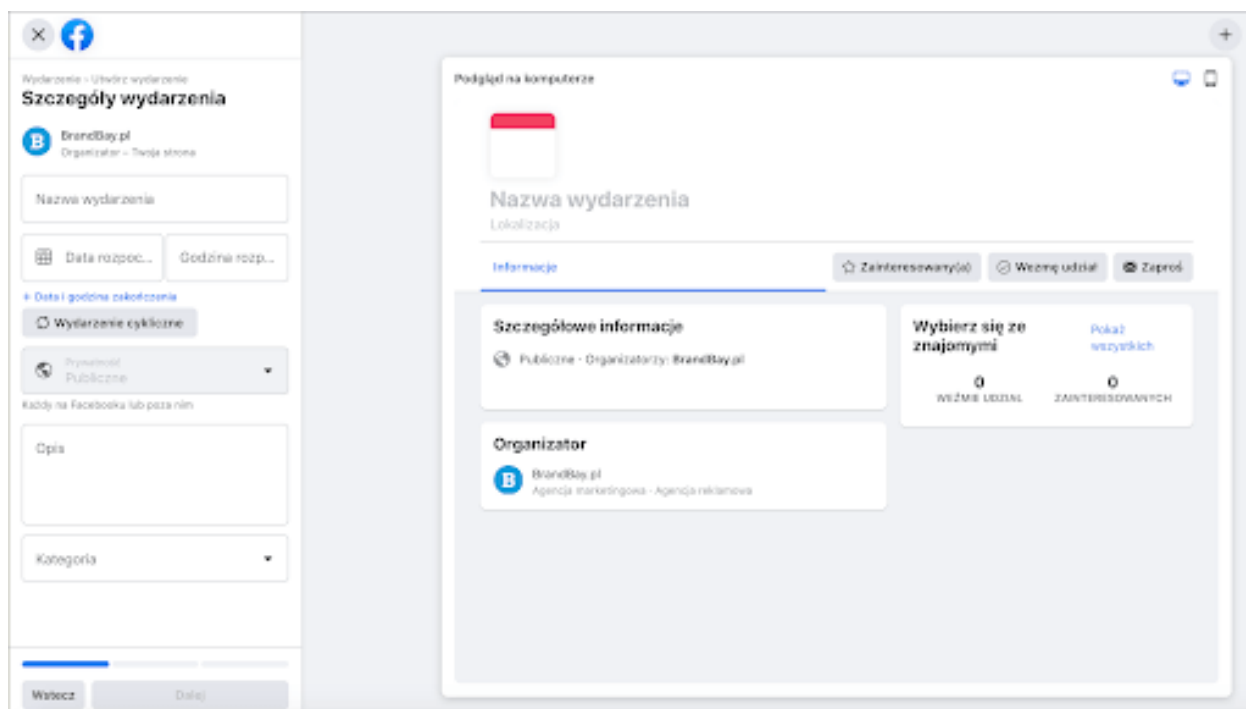 Wydarzenie - Utwórz wydarzenie
Szczegóły wydarzenia
BrandBay.pl
Organizator - Twoja strona
Nazwa wydarzenia
Data rozpoc...
Godzina rozp...
+ Data i godzina zakończenia
Wydarzenie cykliczne
Prywatność
Publiczne
Każdy na Facebooku lub poza nim
Opis
Kategoria
Wstecz
Dalej
Podgląd na komputerze
Nazwa wydarzenia
Lokalizacja
Informacje
Zainteresowany(a)
Wezmę udział
Zaproś
Szczegółowe informacje
Publiczne · Organizatorzy: BrandBay.pl
Wybierz się ze
znajomymi
Pokaż
wszystkich
0
WEŹMIE UDZIAŁ
0
ZAINTERESOWANYCH
Organizator
B
BrandBay.pl
Agencja marketingowa · Agencja reklamowa